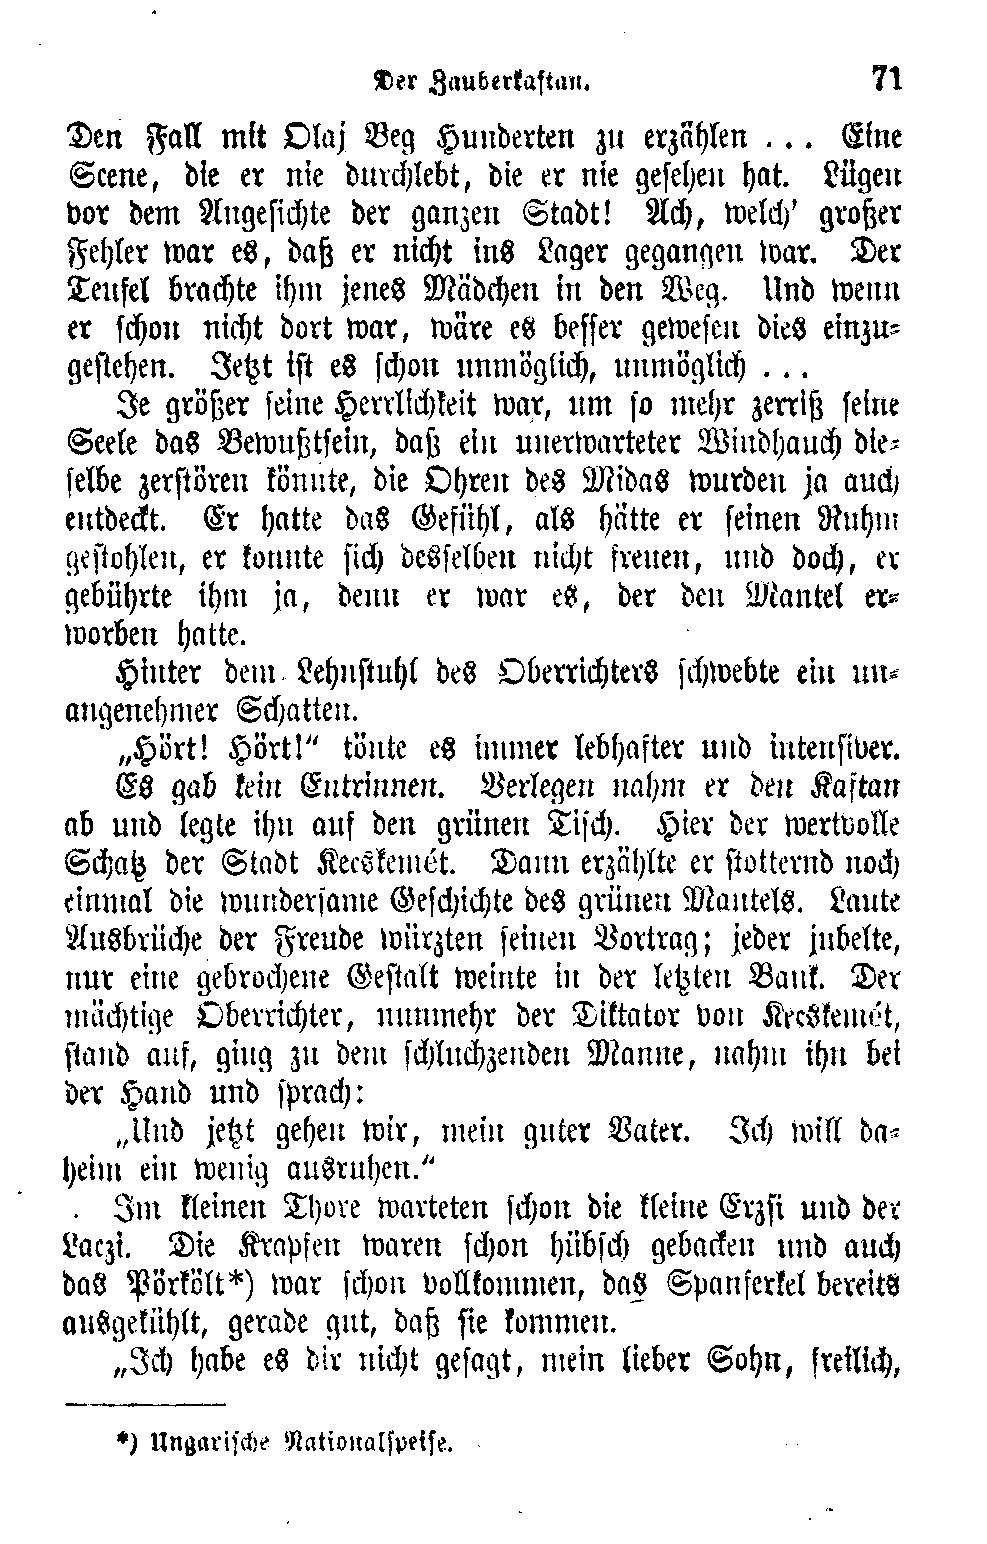 Der Zauberkaftan. 71
Den Fall mit Olaj Beg Hunderten zu erzählen ... Eine
Scene, die er nie durchlebt, die er nie gesehen hat. Lügen
vor dem Angesichte der ganzen Stadt! Ach, welch' großer
Fehler war es, daß er nicht ins Lager gegangen war. Der
Teufel brachte ihm jenes Mädchen in den Weg. Und wenn
er schon nicht dort war, wäre es besser gewesen dies einzu-
gestehen. Jetzt ist es schon unmöglich, unmöglich ...
Je größer seine Herrlichkeit war, um so mehr zerriß seine
Seele das Bewußtsein, daß ein unerwarteter Windhauch die-
selbe zerstören könnte, die Ohren des Midas wurden ja auch
entdeckt. Er hatte das Gefühl, als hätte er seinen Ruhm
gestohlen, er konnte sich desselben nicht freuen, und doch, er
gebührte ihm ja, denn er war es, der den Mantel er-
worben hatte.
Hinter dem Lehnstuhl des Oberrichters schwebte ein un-
angenehmer Schatten.
„Hört! Hört!“ tönte es immer lebhafter und intensiver.
Es gab kein Entrinnen. Verlegen nahm er den Kaftan
ab und legte ihn auf den grünen Tisch. Hier der wertvolle
Schatz der Stadt Kecskemét. Dann erzählte er stotternd noch
einmal die wundersame Geschichte des grünen Mantels. Laute
Ausbrüche der Freude würzten seinen Vortrag; jeder jubelte,
nur eine gebrochene Gestalt weinte in der letzten Bank. Der
mächtige Oberrichter, nunmehr der Diktator von Kecskemét,
stand auf, ging zu dem schluchzenden Manne, nahm ihn bei
der Hand und sprach:
„Und jetzt gehen wir, mein guter Vater. Ich will da-
heim ein wenig ausruhen.“
Im kleinen Thore warteten schon die kleine Erzsi und der
Laczi. Die Krapfen waren schon hübsch gebacken und auch
das Pörkölt*) war schon vollkommen, das Spanferkel bereits
ausgekühlt, gerade gut, daß sie kommen.
„Ich habe es dir nicht gesagt, mein lieber Sohn, freilich,
*) Ungarische Nationalspeise.